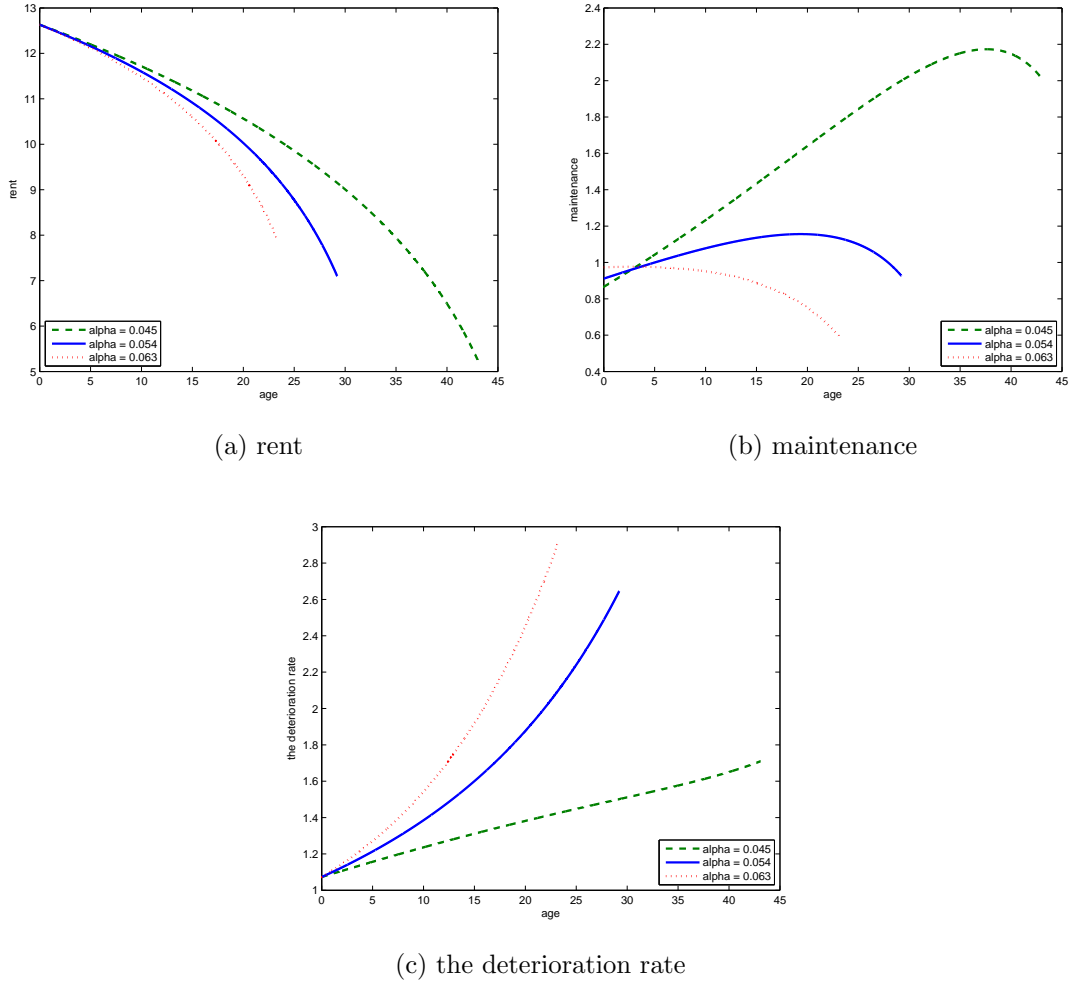 13
12
11
10
9
8
7
6
5
rent
alpha = 0.045
alpha = 0.054
alpha = 0.063
0 5 10 15 20 25 30 35 40 45
age
(a) rent
2.4
2.2
2
1.8
1.6
1.4
1.2
1
0.8
0.6
0.4
maintenance
alpha = 0.045
alpha = 0.054
alpha = 0.063
0 5 10 15 20 25 30 35 40 45
age
(b) maintenance
3
2.8
2.6
2.4
2.2
2
1.8
1.6
1.4
1.2
1
the deterioration rate
alpha = 0.045
alpha = 0.054
alpha = 0.063
0 5 10 15 20 25 30 35 40 45
age
(c) the deterioration rate